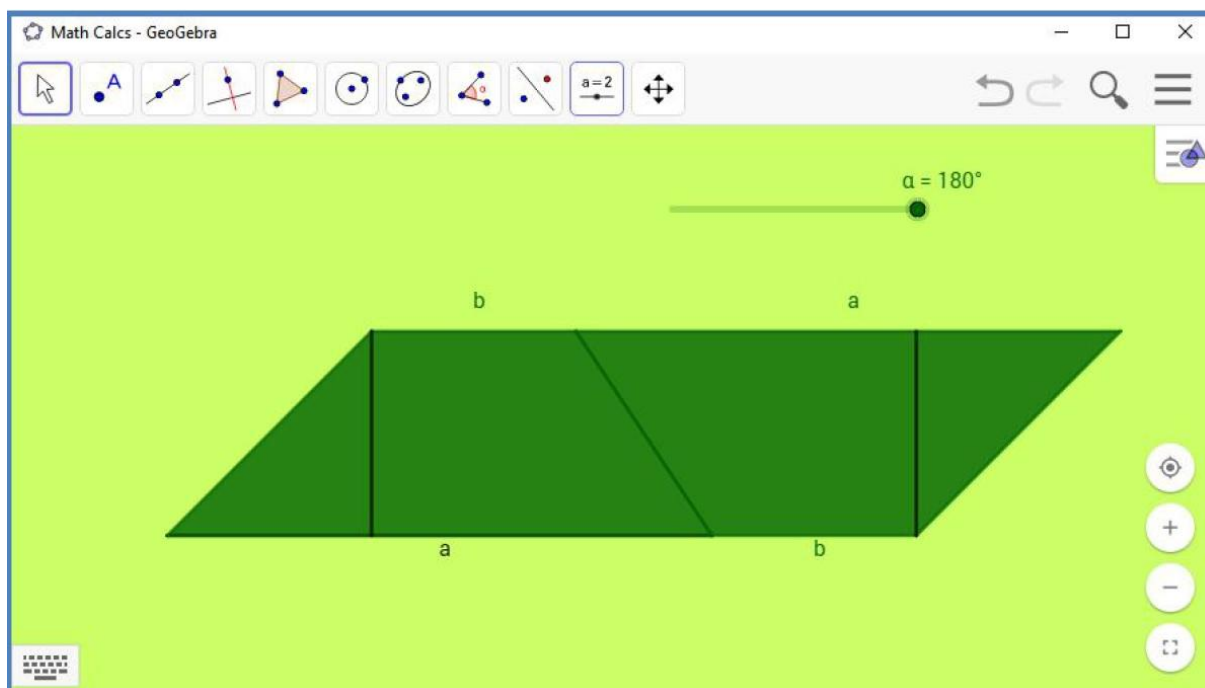 Math Calcs - GeoGebra
A
α
a=2
α = 180°
b a
a b